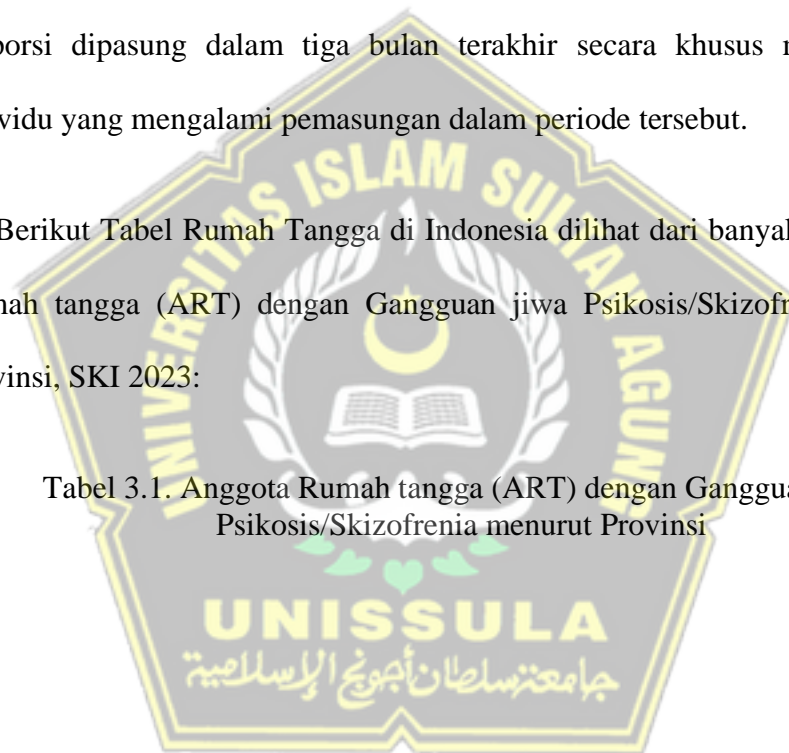 porsi dipasung dalam tiga bulan terakhir secara khusus
vidu yang mengalami pemasungan dalam periode tersebut.
Berikut Tabel Rumah Tangga di Indonesia dilihat dari banyak
nah tangga (ART) dengan Gangguan jiwa Psikosis/Skizofr
vinsi, SKI 2023:
Tabel 3.1. Anggota Rumah tangga (ART) dengan Ganggua
Psikosis/Skizofrenia menurut Provinsi
UNIVERSITAS ISLAM SULTAN AGUNG
UNISSULA
جامعة سلطان أجونج الإسلامية